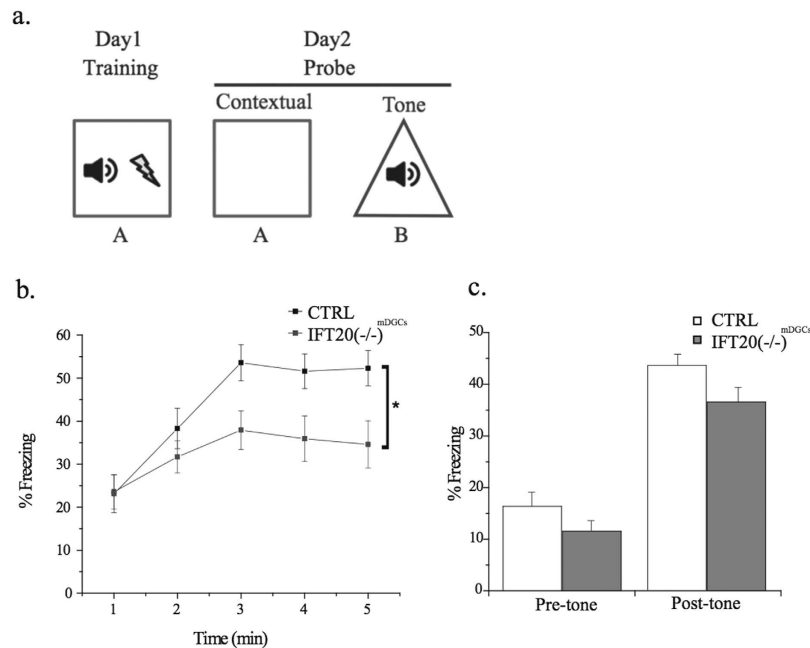 a.
Day1
Training
Day2
Probe
Contextual
Tone
A
A
B
b.
CTRL
IFT20(-/-)mDGCs
60
50
40
30
20
10
0
% Freezing
*
1 2 3 4 5
Time (min)
c.
CTRL
IFT20(-/-)mDGCs
50
40
30
20
10
0
% Freezing
Pre-tone
Post-tone